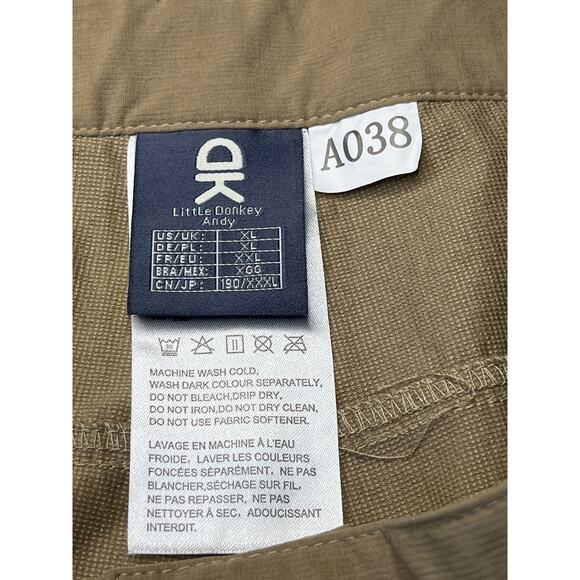 DK
Little Donkey
Andy
US/UK: XL
DE/PL: XL
FR/EU: XXL
BRA/MEX: XGG
CN/JP: 190/XXXL
A038
30
MACHINE WASH COLD,
WASH DARK COLOUR SEPARATELY,
DO NOT BLEACH,DRIP DRY,
DO NOT IRON,DO NOT DRY CLEAN,
DO NOT USE FABRIC SOFTENER.
LAVAGE EN MACHINE À L'EAU
FROIDE, LAVER LES COULEURS
FONCÉES SÉPARÉMENT, NE PAS
BLANCHER,SÉCHAGE SUR FIL,
NE PAS REPASSER, NE PAS
NETTOYER À SEC, ADOUCISSANT
INTERDIT.